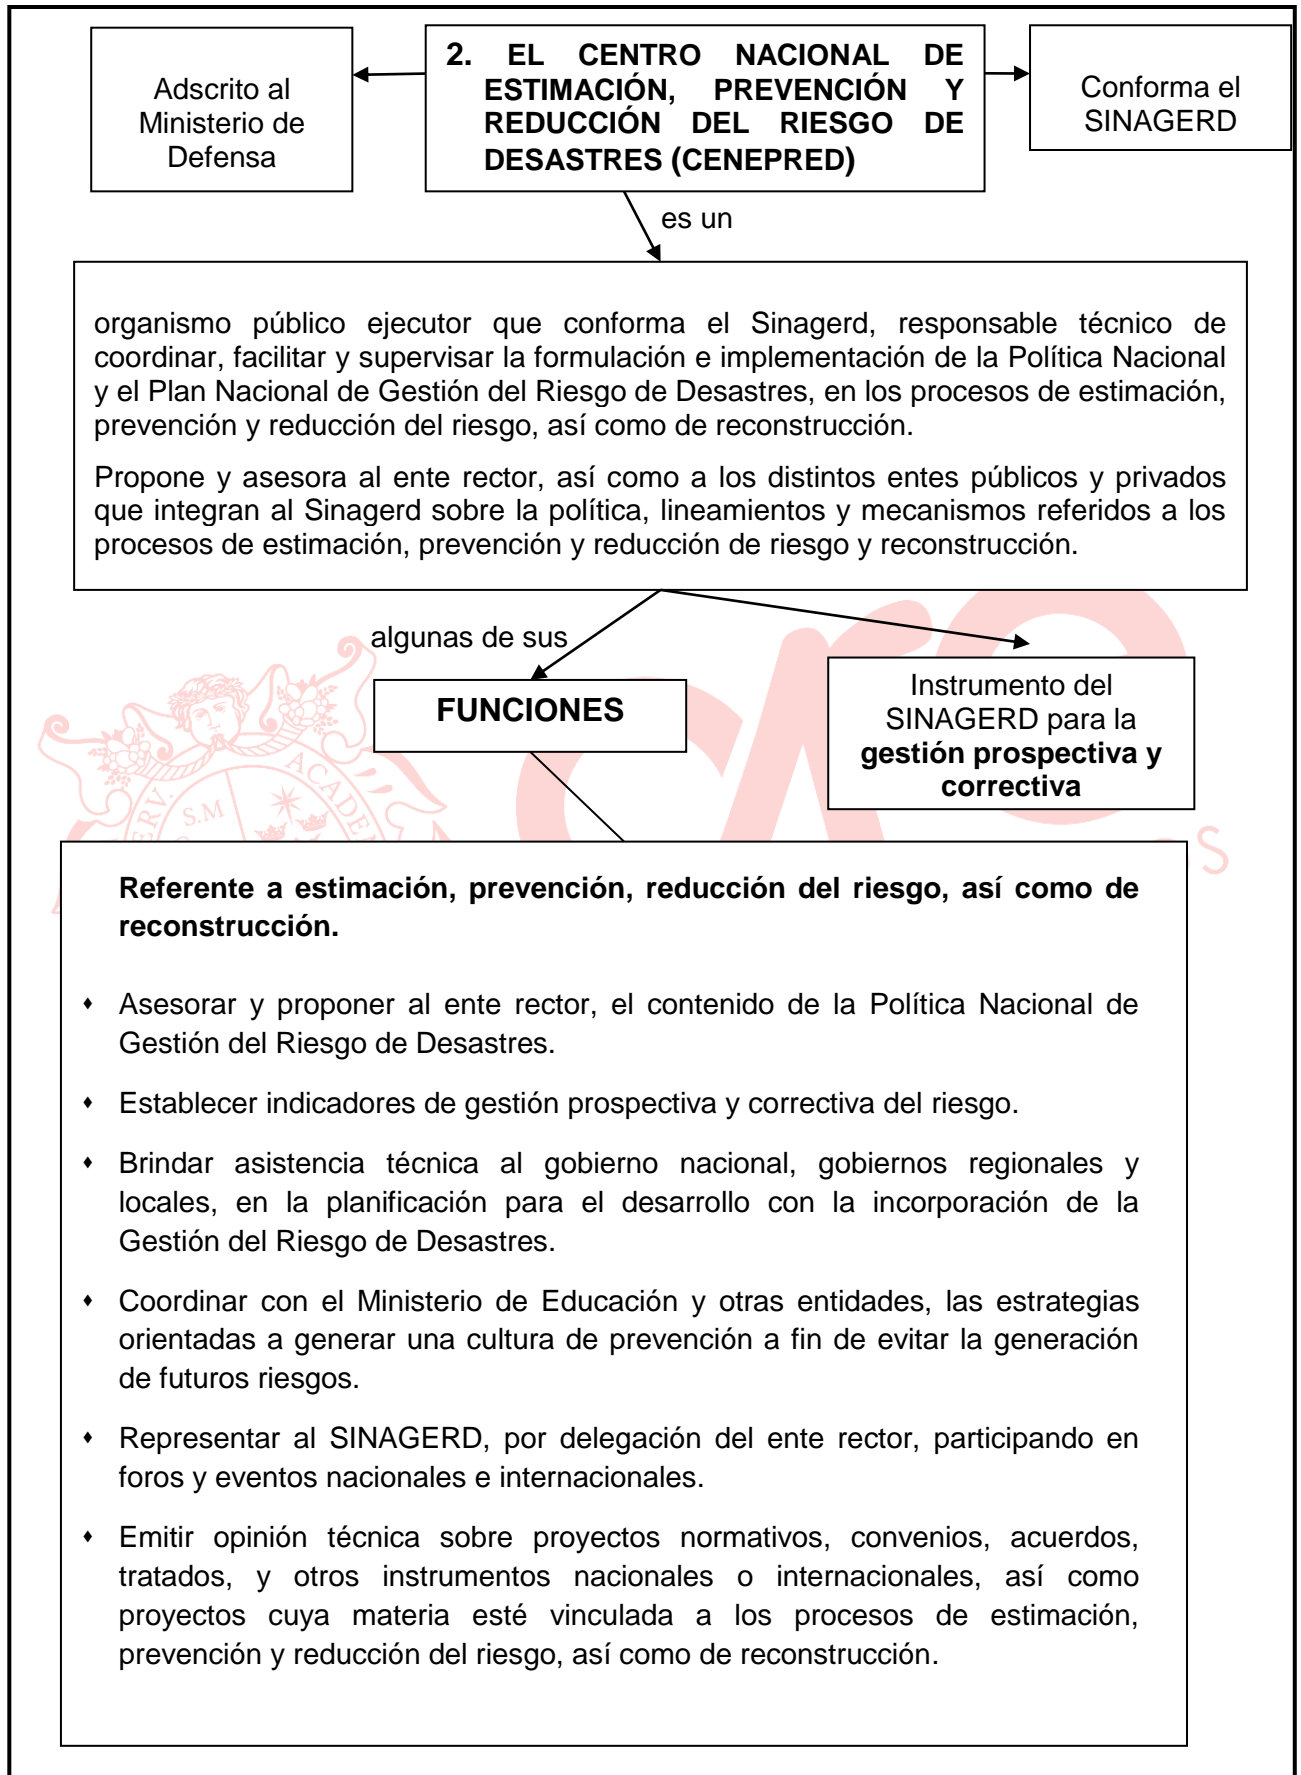 Adscrito al
Ministerio de
Defensa
2. EL CENTRO NACIONAL DE
ESTIMACIÓN, PREVENCIÓN Y
REDUCCIÓN DEL RIESGO DE
DESASTRES (CENEPRED)
Conforma el
SINAGERD
es un
organismo público ejecutor que conforma el Sinagerd, responsable técnico de
coordinar, facilitar y supervisar la formulación e implementación de la Política Nacional
y el Plan Nacional de Gestión del Riesgo de Desastres, en los procesos de estimación,
prevención y reducción del riesgo, así como de reconstrucción.
Propone y asesora al ente rector, así como a los distintos entes públicos y privados
que integran al Sinagerd sobre la política, lineamientos y mecanismos referidos a los
procesos de estimación, prevención y reducción de riesgo y reconstrucción.
algunas de sus
FUNCIONES
Instrumento del
SINAGERD para la
gestión prospectiva y
correctiva
S.M
Referente a estimación, prevención, reducción del riesgo, así como de
reconstrucción.
⬧ Asesorar y proponer al ente rector, el contenido de la Política Nacional de
Gestión del Riesgo de Desastres.
⬧ Establecer indicadores de gestión prospectiva y correctiva del riesgo.
⬧ Brindar asistencia técnica al gobierno nacional, gobiernos regionales y
locales, en la planificación para el desarrollo con la incorporación de la
Gestión del Riesgo de Desastres.
⬧ Coordinar con el Ministerio de Educación y otras entidades, las estrategias
orientadas a generar una cultura de prevención a fin de evitar la generación
de futuros riesgos.
⬧ Representar al SINAGERD, por delegación del ente rector, participando en
foros y eventos nacionales e internacionales.
⬧ Emitir opinión técnica sobre proyectos normativos, convenios, acuerdos,
tratados, y otros instrumentos nacionales o internacionales, así como
proyectos cuya materia esté vinculada a los procesos de estimación,
prevención y reducción del riesgo, así como de reconstrucción.